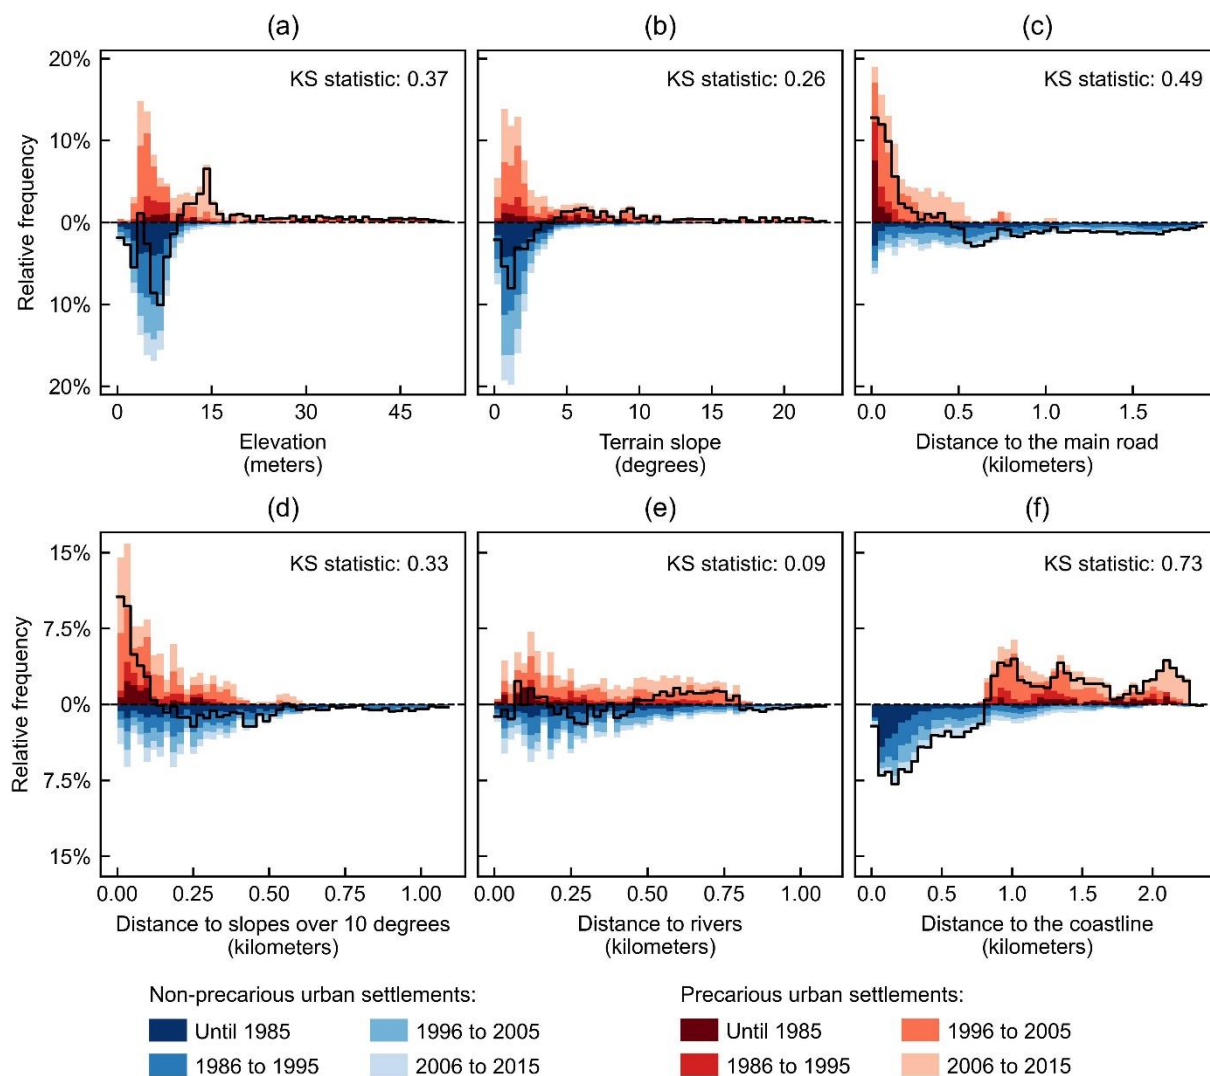 (a)
(b)
(c)
20%
10%
0%
10%
20%
Relative frequency
KS statistic: 0.37
KS statistic: 0.26
KS statistic: 0.49
0 15 30 45
0 5 10 15 20
0.0 0.5 1.0 1.5
Elevation
(meters)
Terrain slope
(degrees)
Distance to the main road
(kilometers)
(d)
(e)
(f)
15%
7.5%
0%
7.5%
15%
Relative frequency
KS statistic: 0.33
KS statistic: 0.09
KS statistic: 0.73
0.00 0.25 0.50 0.75 1.00
0.00 0.25 0.50 0.75 1.00
0.0 0.5 1.0 1.5 2.0
Distance to slopes over 10 degrees
(kilometers)
Distance to rivers
(kilometers)
Distance to the coastline
(kilometers)
Non-precarious urban settlements:
Until 1985
1996 to 2005
1986 to 1995
2006 to 2015
Precarious urban settlements:
Until 1985
1996 to 2005
1986 to 1995
2006 to 2015